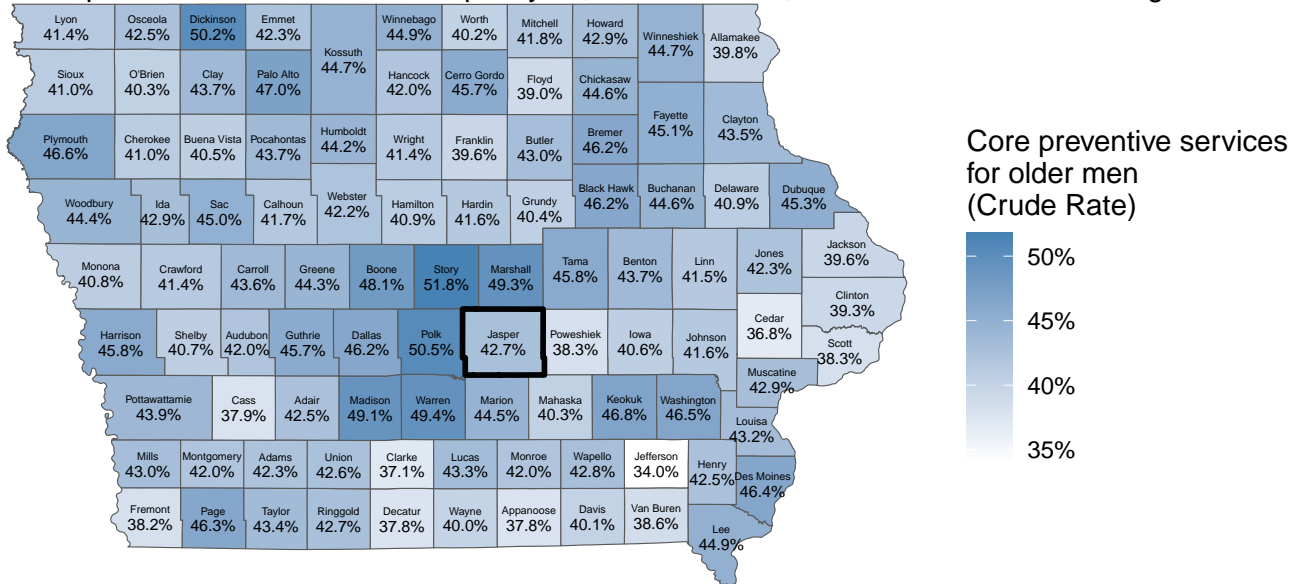 Lyon
41.4%
Osceola
42.5%
Dickinson
50.2%
Emmet
42.3%
Kossuth
44.7%
Winnebago
44.9%
Worth
40.2%
Mitchell
41.8%
Howard
42.9%
Winneshiek
44.7%
Allamakee
39.8%
Sioux
41.0%
O'Brien
40.3%
Clay
43.7%
Palo Alto
47.0%
Hancock
42.0%
Cerro Gordo
45.7%
Floyd
39.0%
Chickasaw
44.6%
Fayette
45.1%
Clayton
43.5%
Plymouth
46.6%
Cherokee
41.0%
Buena Vista
40.5%
Pocahontas
43.7%
Humboldt
44.2%
Wright
41.4%
Franklin
39.6%
Butler
43.0%
Bremer
46.2%
Woodbury
44.4%
Ida
42.9%
Sac
45.0%
Calhoun
41.7%
Webster
42.2%
Hamilton
40.9%
Hardin
41.6%
Grundy
40.4%
Black Hawk
46.2%
Buchanan
44.6%
Delaware
40.9%
Dubuque
45.3%
Monona
40.8%
Crawford
41.4%
Carroll
43.6%
Greene
44.3%
Boone
48.1%
Story
51.8%
Marshall
49.3%
Tama
45.8%
Benton
43.7%
Linn
41.5%
Jones
42.3%
Jackson
39.6%
Clinton
39.3%
Harrison
45.8%
Shelby
40.7%
Audubon
42.0%
Guthrie
45.7%
Dallas
46.2%
Polk
50.5%
Jasper
42.7%
Poweshiek
38.3%
Iowa
40.6%
Johnson
41.6%
Cedar
36.8%
Scott
38.3%
Muscatine
42.9%
Pottawattamie
43.9%
Cass
37.9%
Adair
42.5%
Madison
49.1%
Warren
49.4%
Marion
44.5%
Mahaska
40.3%
Keokuk
46.8%
Washington
46.5%
Louisa
43.2%
Mills
43.0%
Montgomery
42.0%
Adams
42.3%
Union
42.6%
Clarke
37.1%
Lucas
43.3%
Monroe
42.0%
Wapello
42.8%
Jefferson
34.0%
Henry
42.5%
Des Moines
46.4%
Fremont
38.2%
Page
46.3%
Taylor
43.4%
Ringgold
42.7%
Decatur
37.8%
Wayne
40.0%
Appanoose
37.8%
Davis
40.1%
Van Buren
38.6%
Lee
44.9%
Core preventive services
for older men
(Crude Rate)
50%
45%
40%
35%